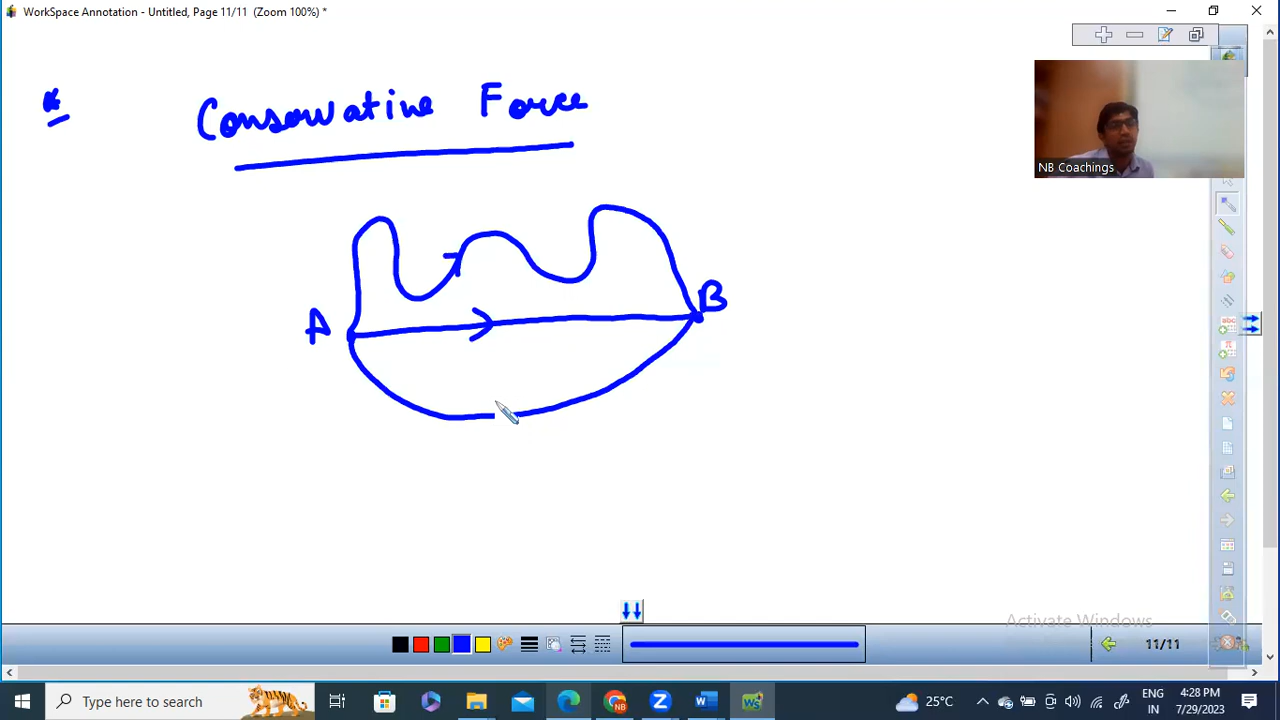 WorkSpace Annotation - Untitled, Page 11/11 (Zoom 100%) *
* Conservative Force
NB Coachings
A
B
abc
π
Activate Windows
11/11
Type here to search
25°C
ENG
IN
4:28 PM
7/29/2023